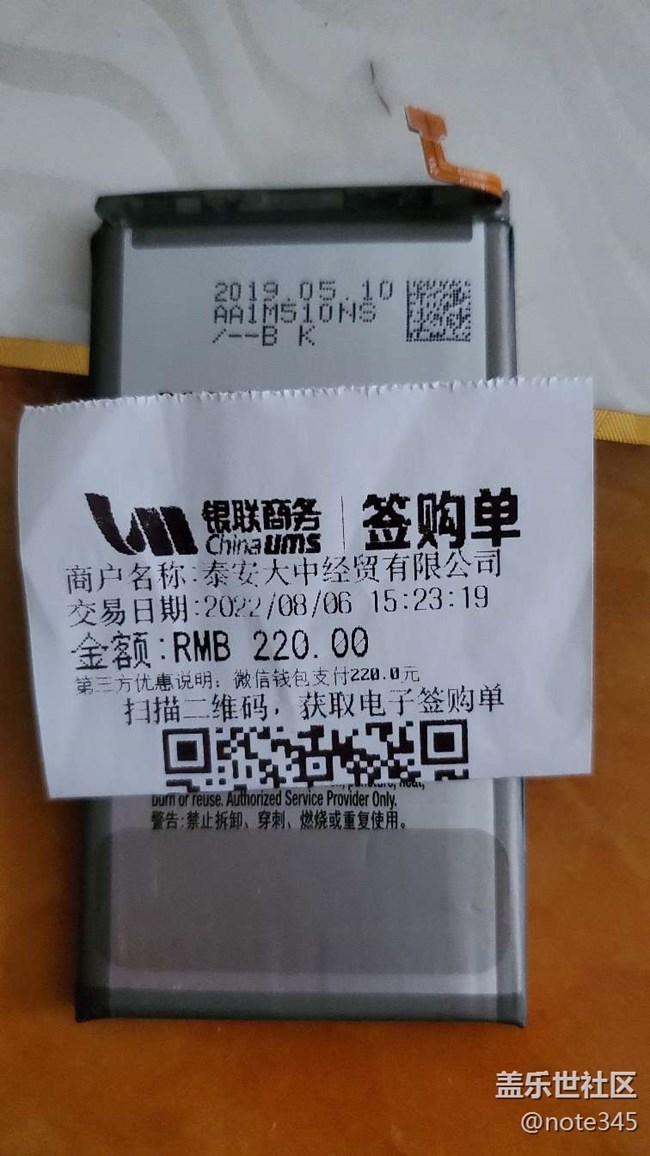 2019.05.10
AA1M510NS
/--B K
银联商务 签购单
Chinaums
商户名称:泰安大中经贸有限公司
交易日期:2022/08/06 15:23:19
金额:RMB 220.00
第三方优惠说明: 微信钱包支付220.0元
扫描二维码，获取电子签购单
burn or reuse. Authorized Service Provider Only.
警告:禁止拆卸、穿刺、燃烧或重复使用。
盖乐世社区
@note345